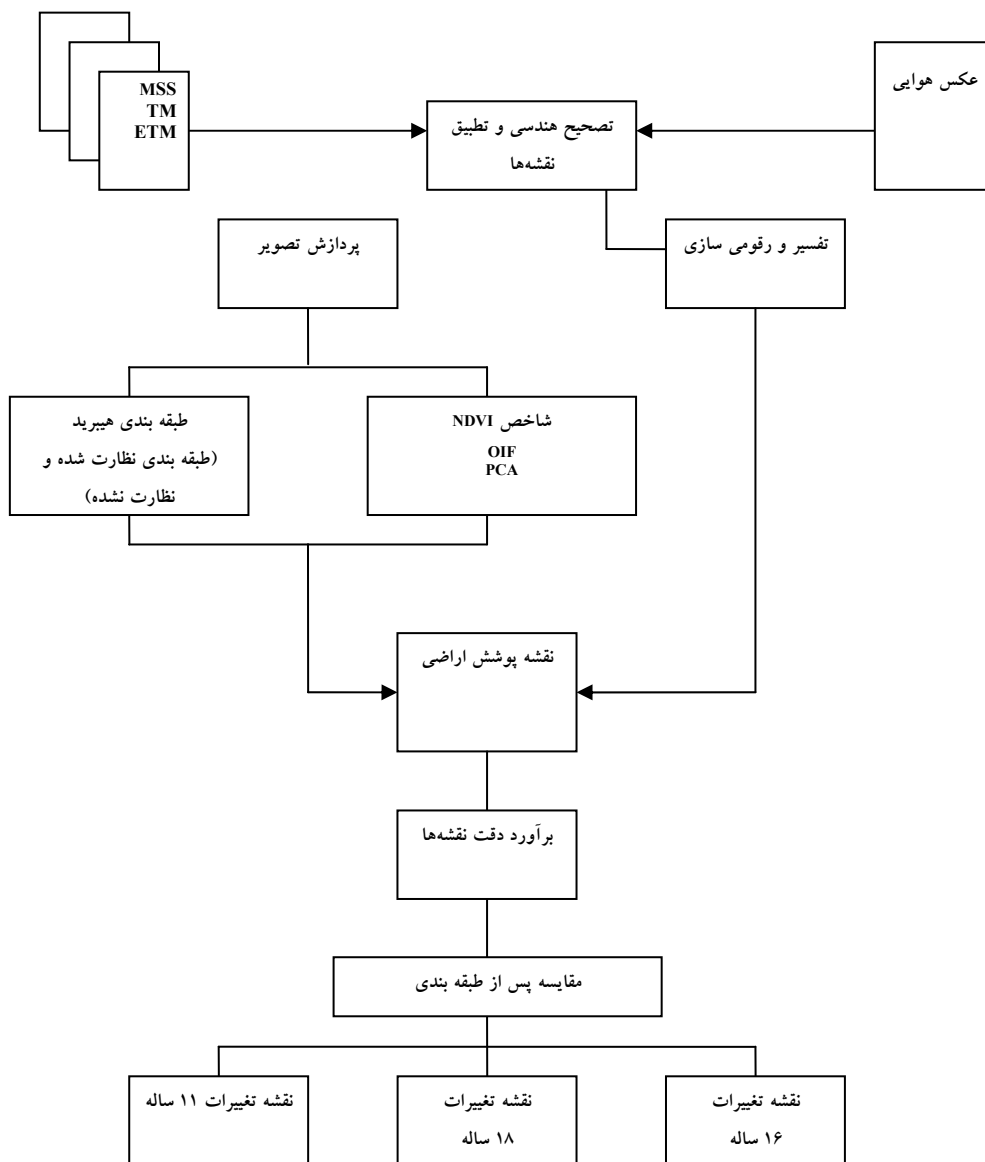 MSS
TM
ETM
عکس هوایی
تصحیح هندسی و تطبیق
نقشه‌ها
پردازش تصویر
تفسیر و رقومی سازی
طبقه بندی هیبرید
(طبقه بندی نظارت شده و
نظارت نشده)
شاخص NDVI
OIF
PCA
نقشه پوشش اراضی
برآورد دقت نقشه‌ها
مقایسه پس از طبقه بندی
نقشه تغییرات ۱۱ ساله
نقشه تغییرات
۱۸ ساله
نقشه تغییرات
۱۶ ساله